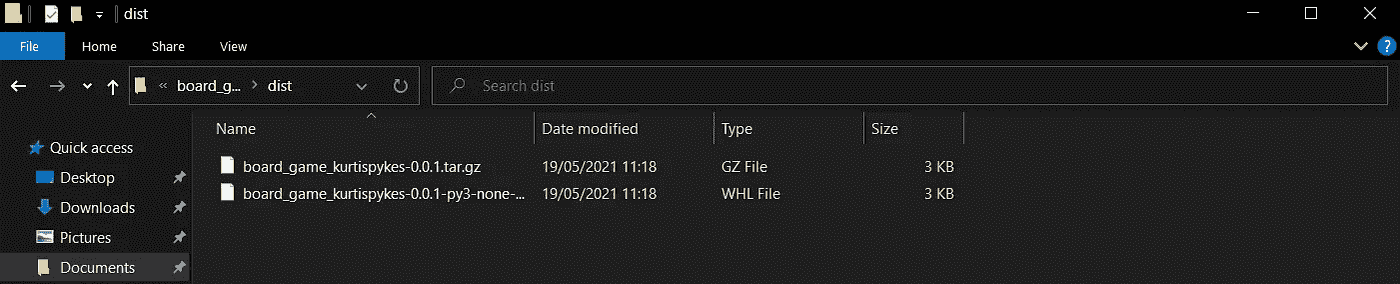 dist
File Home Share View
?
« board_g... > dist Search dist
Name Date modified Type Size
Quick access
board_game_kurtispykes-0.0.1.tar.gz 19/05/2021 11:18 GZ File 3 KB
Desktop
board_game_kurtispykes-0.0.1-py3-none-... 19/05/2021 11:18 WHL File 3 KB
Downloads
Pictures
Documents